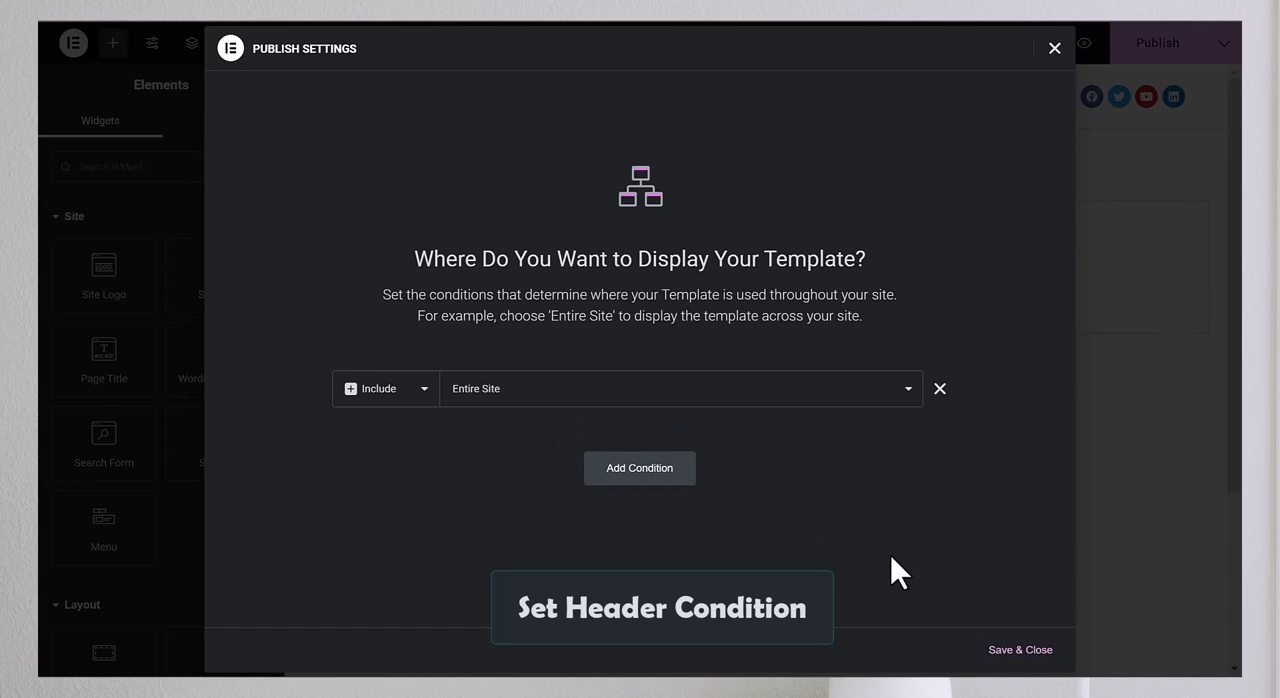 PUBLISH SETTINGS
Publish
Elements
Widgets
Search Widget...
Site
Site Logo
Page Title
Word
Search Form
Menu
Layout
Where Do You Want to Display Your Template?
Set the conditions that determine where your Template is used throughout your site.
For example, choose 'Entire Site' to display the template across your site.
Include
Entire Site
Add Condition
Set Header Condition
Save & Close